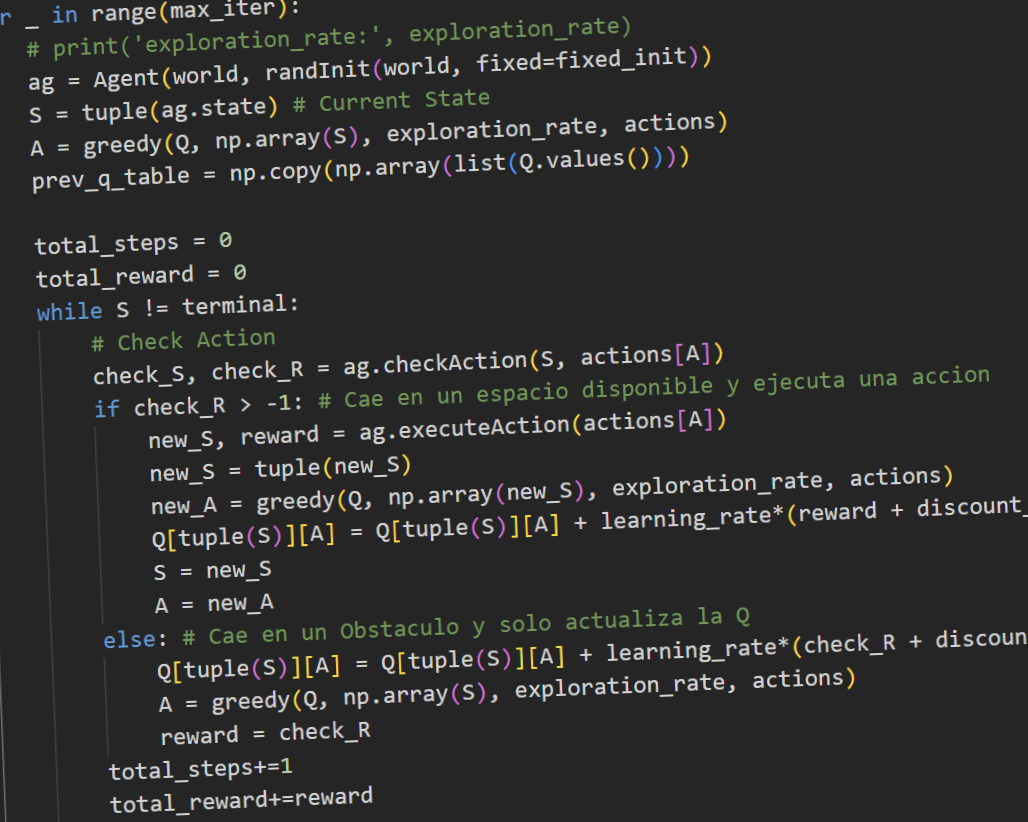 r _ in range(max_iter):
# print('exploration_rate:', exploration_rate)
ag = Agent(world, randInit(world, fixed=fixed_init))
S = tuple(ag.state) # Current State
A = greedy(Q, np.array(S), exploration_rate, actions)
prev_q_table = np.copy(np.array(list(Q.values())))
total_steps = 0
total_reward = 0
while S != terminal:
# Check Action
check_S, check_R = ag.checkAction(S, actions[A])
if check_R > -1: # Cae en un espacio disponible y ejecuta una accion
new_S, reward = ag.executeAction(actions[A])
new_S = tuple(new_S)
new_A = greedy(Q, np.array(new_S), exploration_rate, actions)
Q[tuple(S)][A] = Q[tuple(S)][A] + learning_rate*(reward + discount_
S = new_S
A = new_A
else: # Cae en un Obstaculo y solo actualiza la Q
Q[tuple(S)][A] = Q[tuple(S)][A] + learning_rate*(check_R + discoun
A = greedy(Q, np.array(S), exploration_rate, actions)
reward = check_R
total_steps+=1
total_reward+=reward